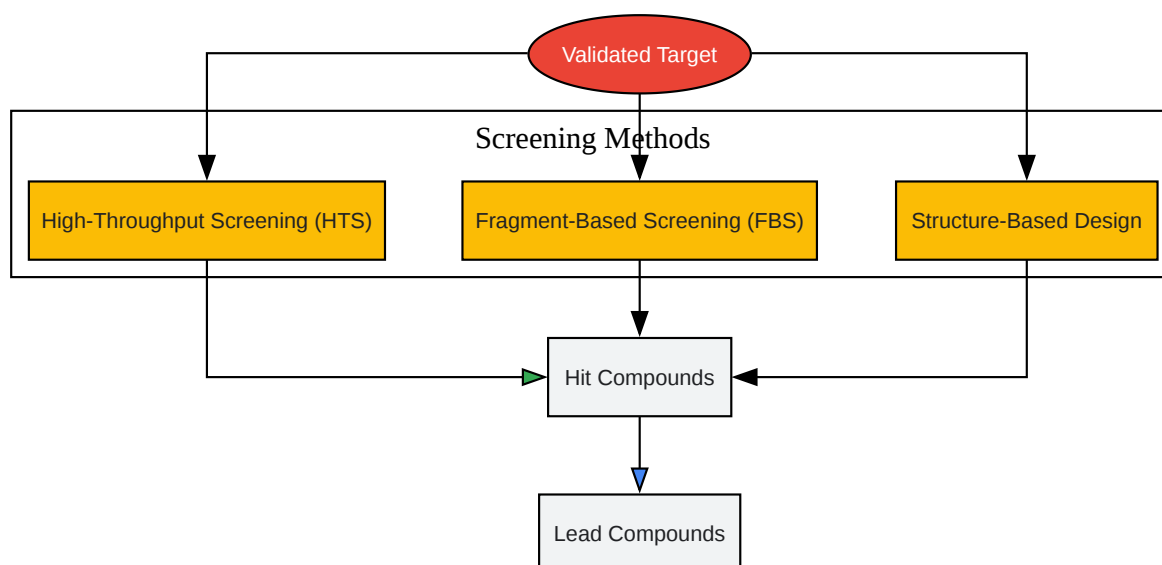 Validated Target
Screening Methods
High-Throughput Screening (HTS)
Fragment-Based Screening (FBS)
Structure-Based Design
Hit Compounds
Lead Compounds